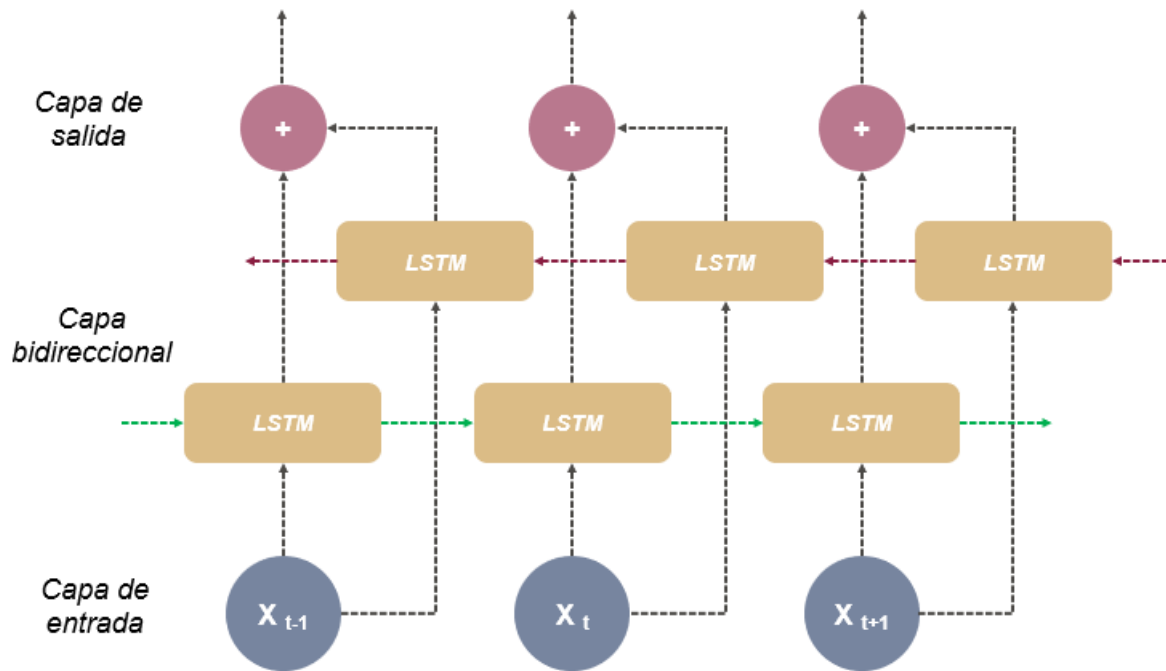 Capa de
salida
+
+
+
LSTM
LSTM
LSTM
Capa
bidireccional
LSTM
LSTM
LSTM
Capa de
entrada
X t-1
X t
X t+1